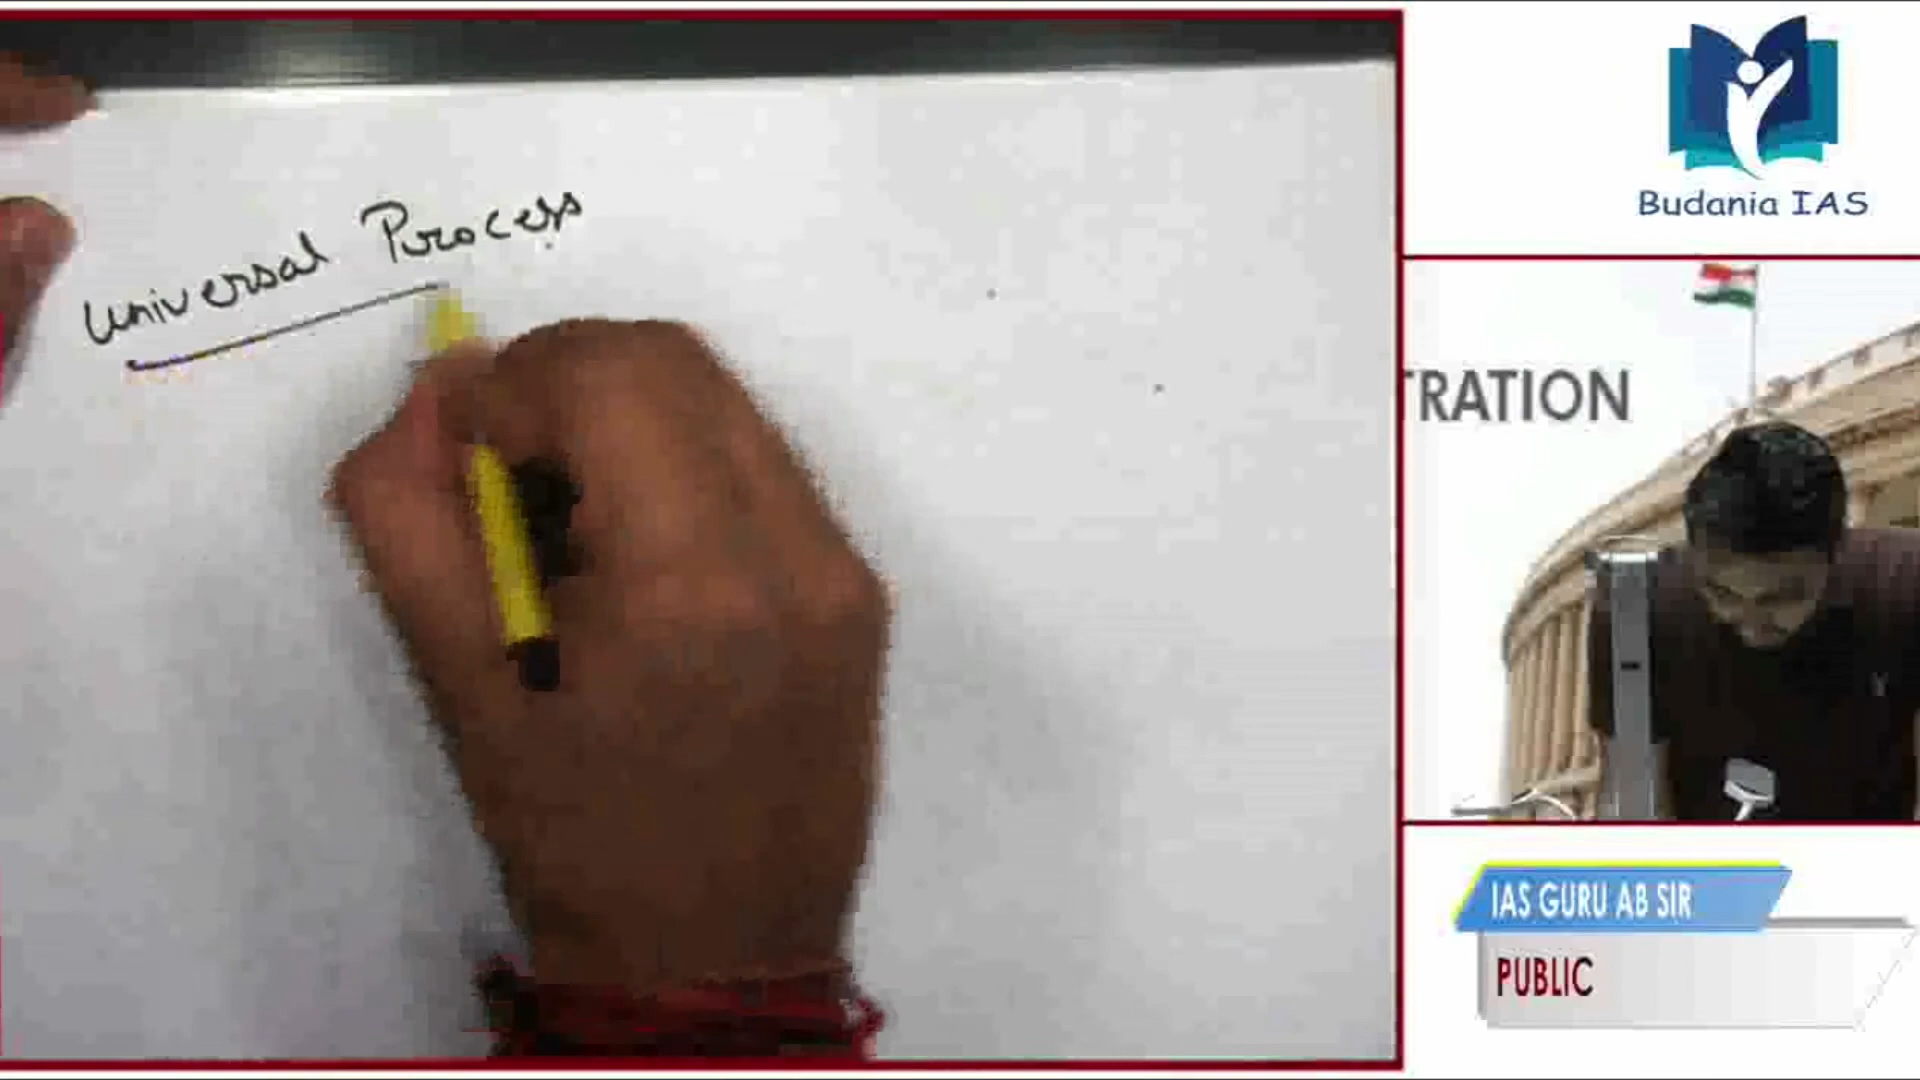 Universal Process
Budania IAS
TRATION
IAS GURU AB SIR
PUBLIC